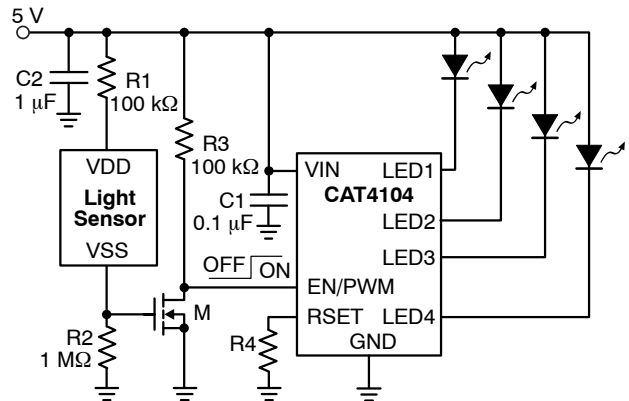 5 V
C2
1 μF
R1
100 kΩ
R3
100 kΩ
VDD
Light
Sensor
VSS
C1
0.1 μF
VIN
LED1
CAT4104
LED2
LED3
OFF
ON
EN/PWM
M
RSET
LED4
GND
R2
1 MΩ
R4